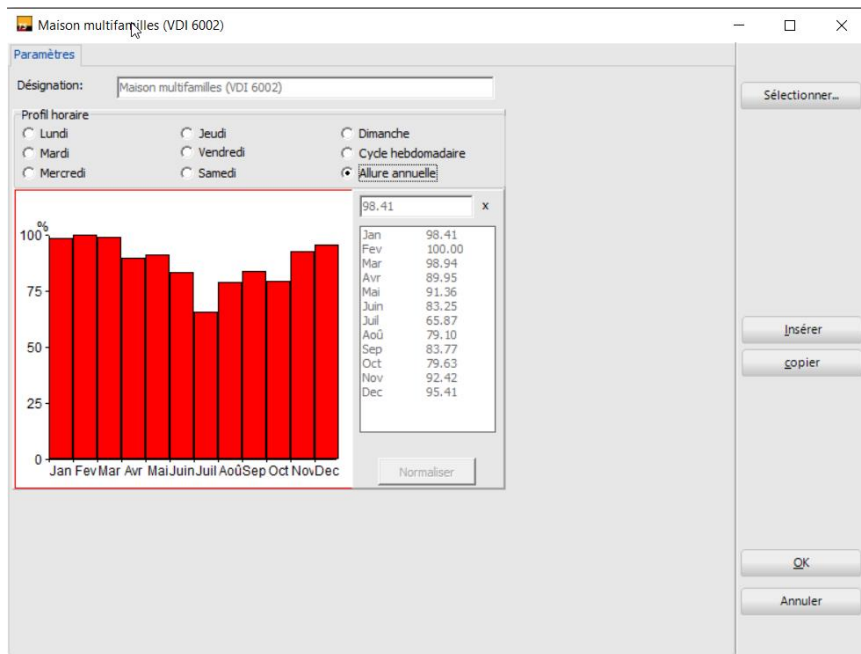 Maison multifamilles (VDI 6002)
Paramètres
Désignation: Maison multifamilles (VDI 6002)
Sélectionner...
Profil horaire
Lundi Jeudi Dimanche
Mardi Vendredi Cycle hebdomadaire
Mercredi Samedi Allure annuelle
98.41 x
%
100
75
50
25
0
Jan Fev Mar Avr Mai Juin Juil Aoû Sep Oct Nov Dec
Jan 98.41
Fev 100.00
Mar 98.94
Avr 89.95
Mai 91.36
Juin 83.25
Juil 65.87
Aoû 79.10
Sep 83.77
Oct 79.63
Nov 92.42
Dec 95.41
Normaliser
Insérer
copier
OK
Annuler